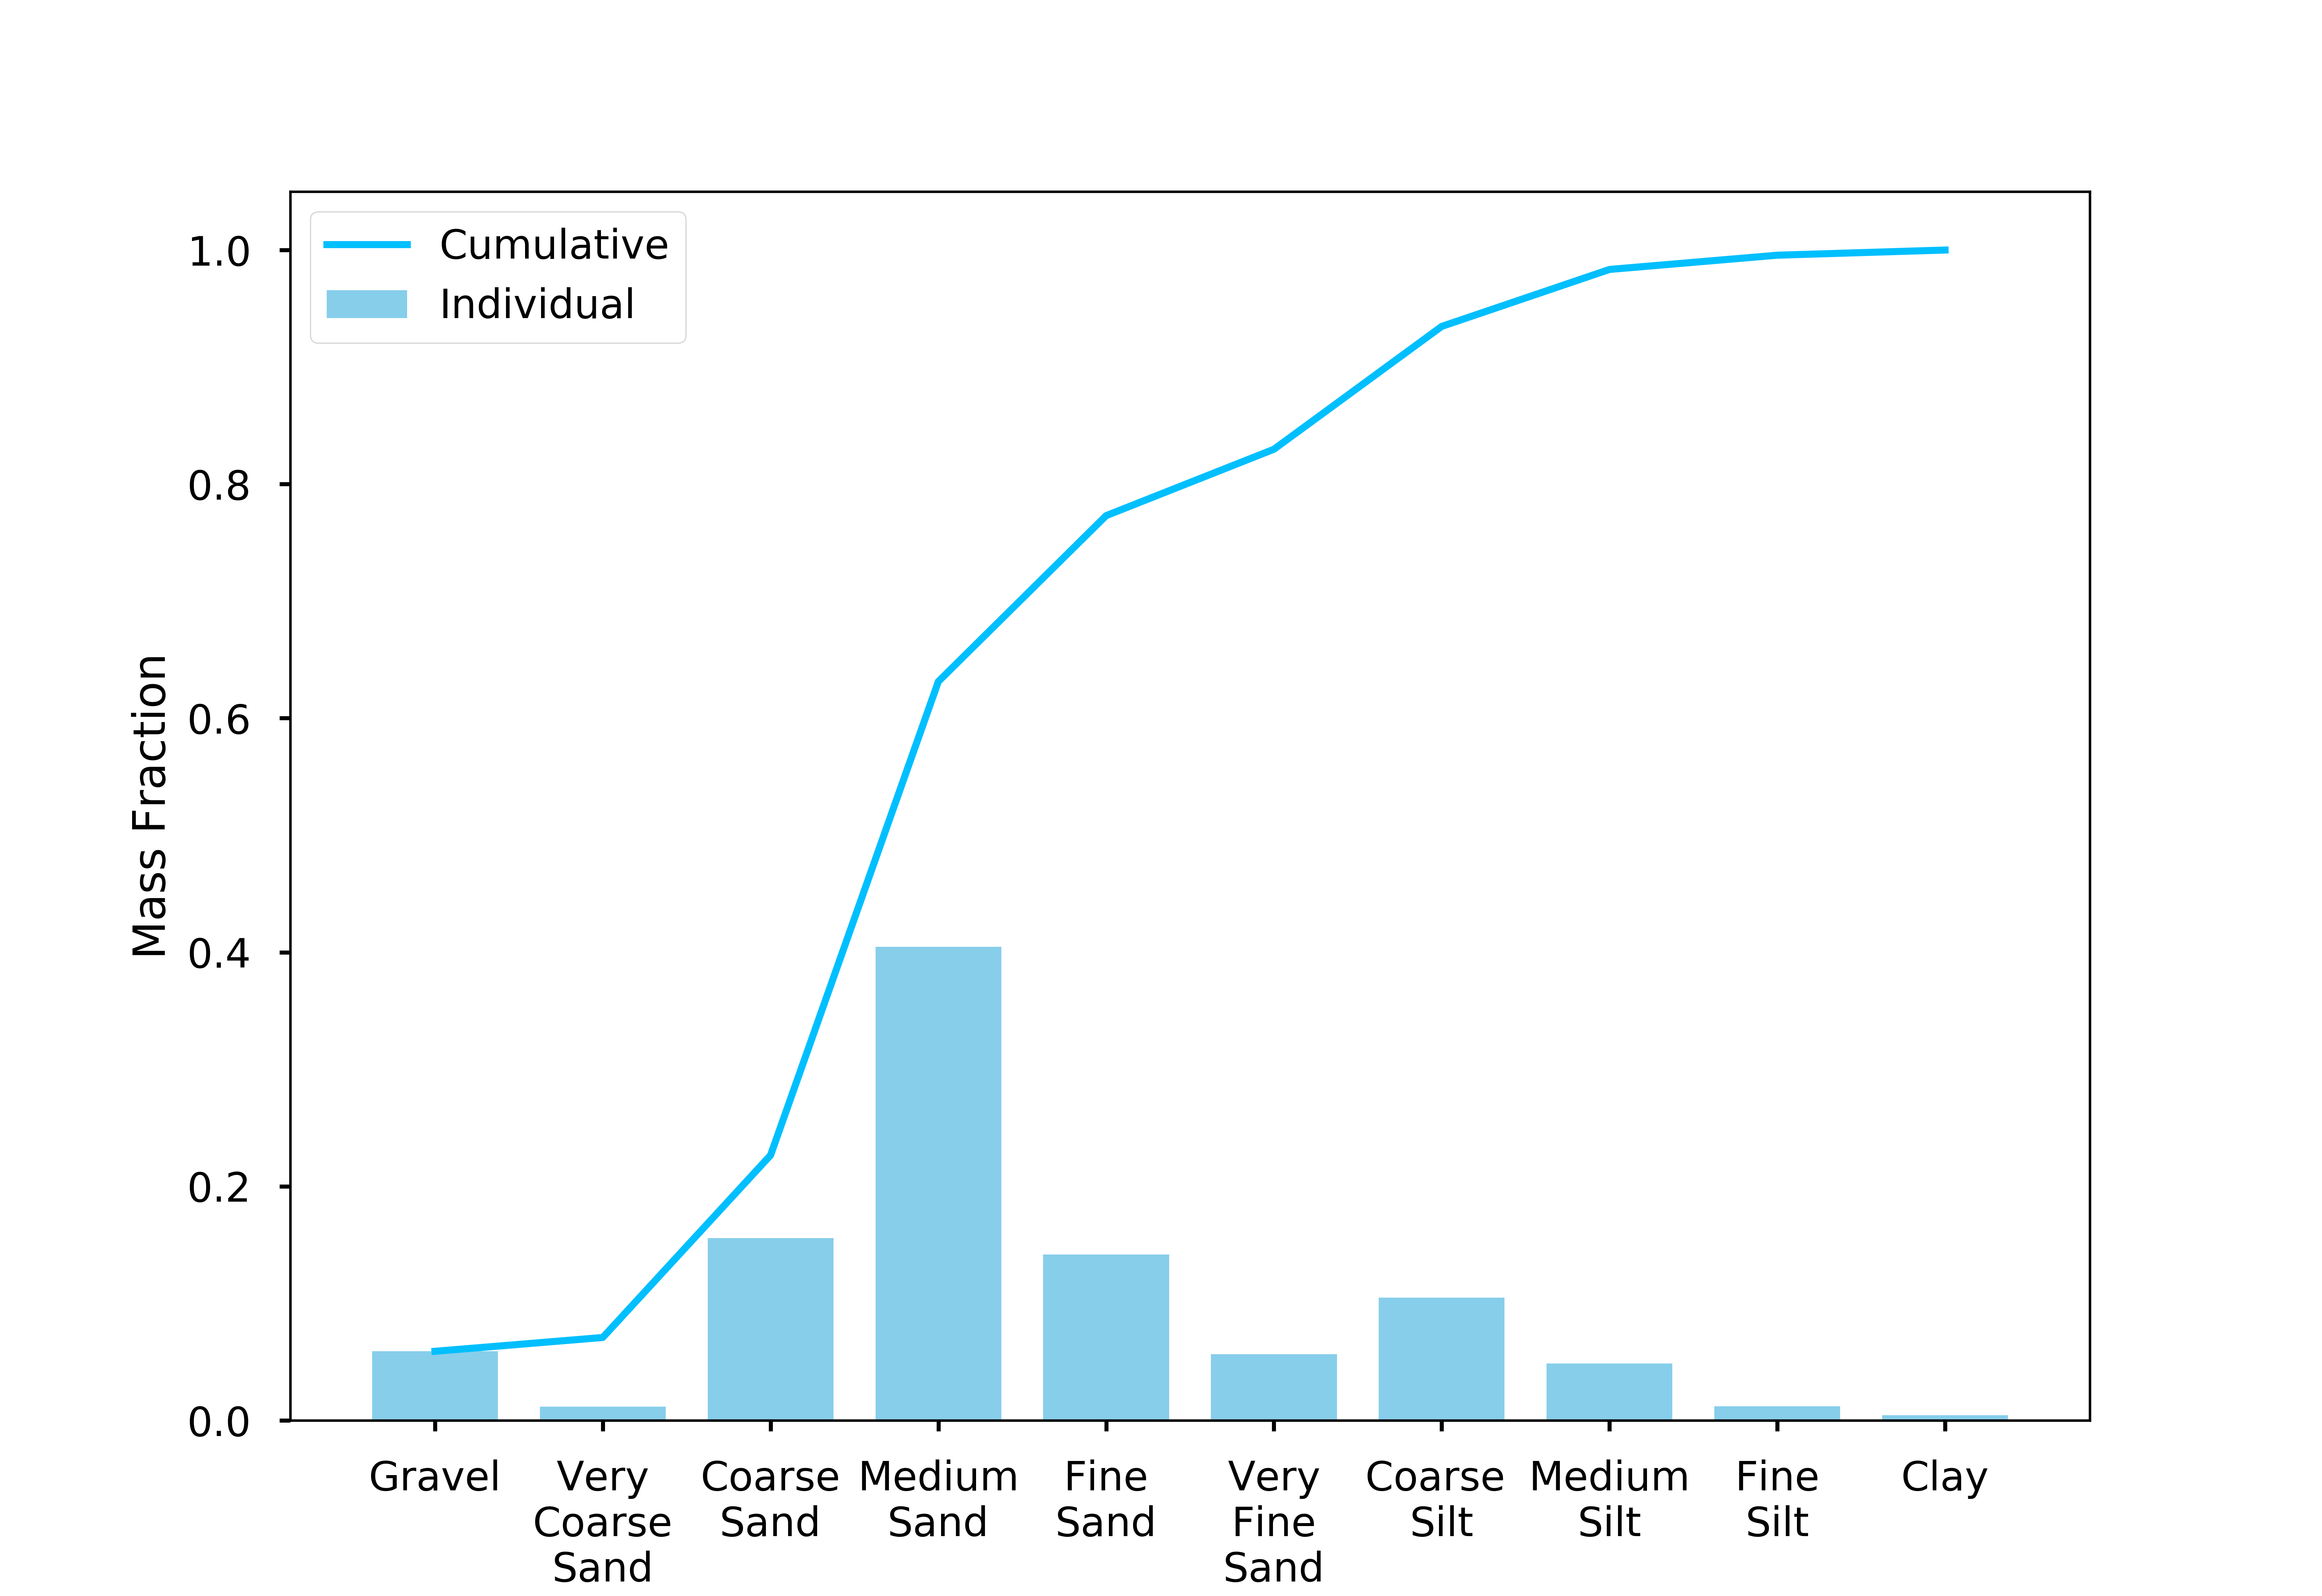 Cumulative
Individual
1.0
0.8
0.6
0.4
0.2
0.0
Mass Fraction
Gravel
Very
Coarse
Sand
Coarse
Sand
Medium
Sand
Fine
Sand
Very
Fine
Sand
Coarse
Silt
Medium
Silt
Fine
Silt
Clay